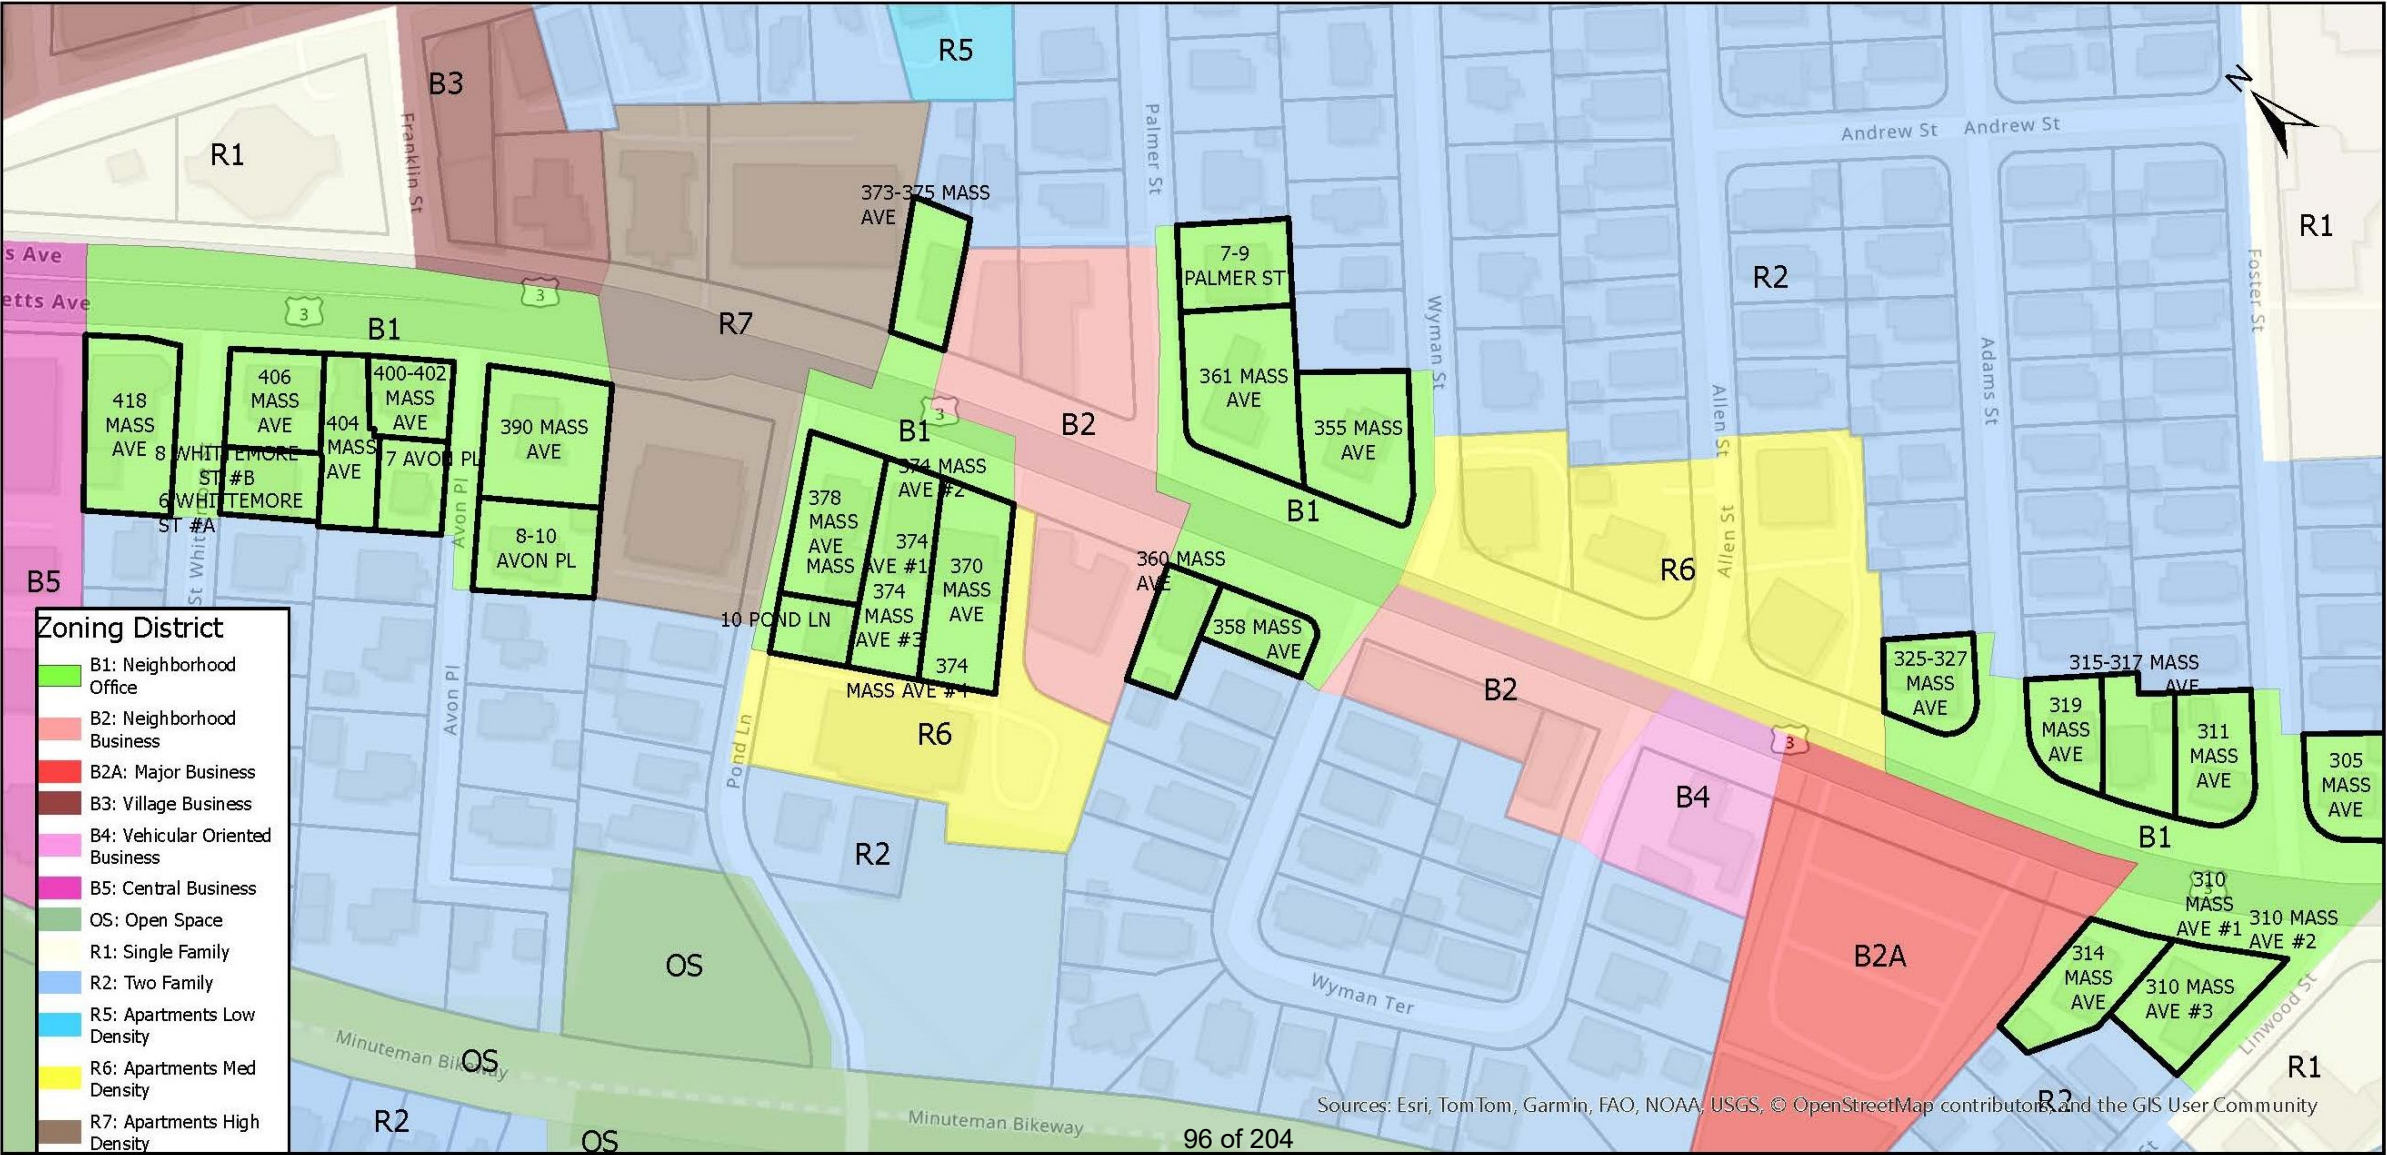 R5
B3
N
R1
Franklin St
Palmer St
Andrew St
Andrew St
373-375 MASS
AVE
R1
7-9
PALMER ST
R2
s Ave
etts Ave
3
3
B1
R7
Wyman St
Foster St
Adams St
Allen St
418
MASS
AVE
406
MASS
AVE
400-402
MASS
AVE
404
MASS
AVE
390 MASS
AVE
3
B1
B2
361 MASS
AVE
355 MASS
AVE
B1
8 WHITTEMORE
ST #B
6 WHITTEMORE
ST #A
7 AVON PL
Avon Pl
8-10
AVON PL
St Whit
378
MASS
AVE
MASS
374 MASS
AVE #2
374
AVE #1
374
MASS
AVE #3
370
MASS
AVE
374
MASS AVE #4
10 POND LN
360 MASS
AVE
358 MASS
AVE
Allen St
R6
B5
R6
B2
3
B4
325-327
MASS
AVE
315-317 MASS
AVE
319
MASS
AVE
311
MASS
AVE
305
MASS
AVE
B1
Avon Pl
Pond Ln
R2
OS
Wyman Ter
B2A
3
310
MASS
AVE #1
310 MASS
AVE #2
314
MASS
AVE
310 MASS
AVE #3
Linwood St
R1
R2
Minuteman Bikeway
OS
R2
OS
Minuteman Bikeway
St
Zoning District
B1: Neighborhood
Office
B2: Neighborhood
Business
B2A: Major Business
B3: Village Business
B4: Vehicular Oriented
Business
B5: Central Business
OS: Open Space
R1: Single Family
R2: Two Family
R5: Apartments Low
Density
R6: Apartments Med
Density
R7: Apartments High
Density
Sources: Esri, TomTom, Garmin, FAO, NOAA, USGS, © OpenStreetMap contributors, and the GIS User Community
96 of 204